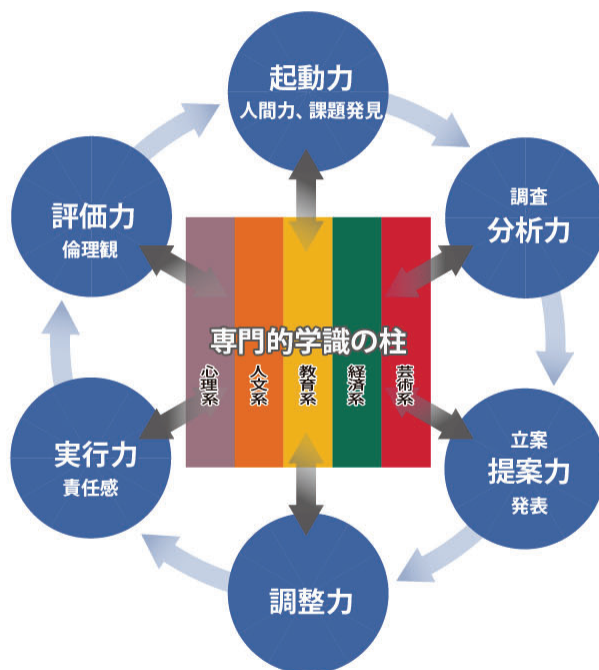 起動力
人間力、課題発見
調査
分析力
立案
提案力
発表
調整力
実行力
責任感
評価力
倫理観
専門的学識の柱
心理系
人文系
教育系
経済系
芸術系